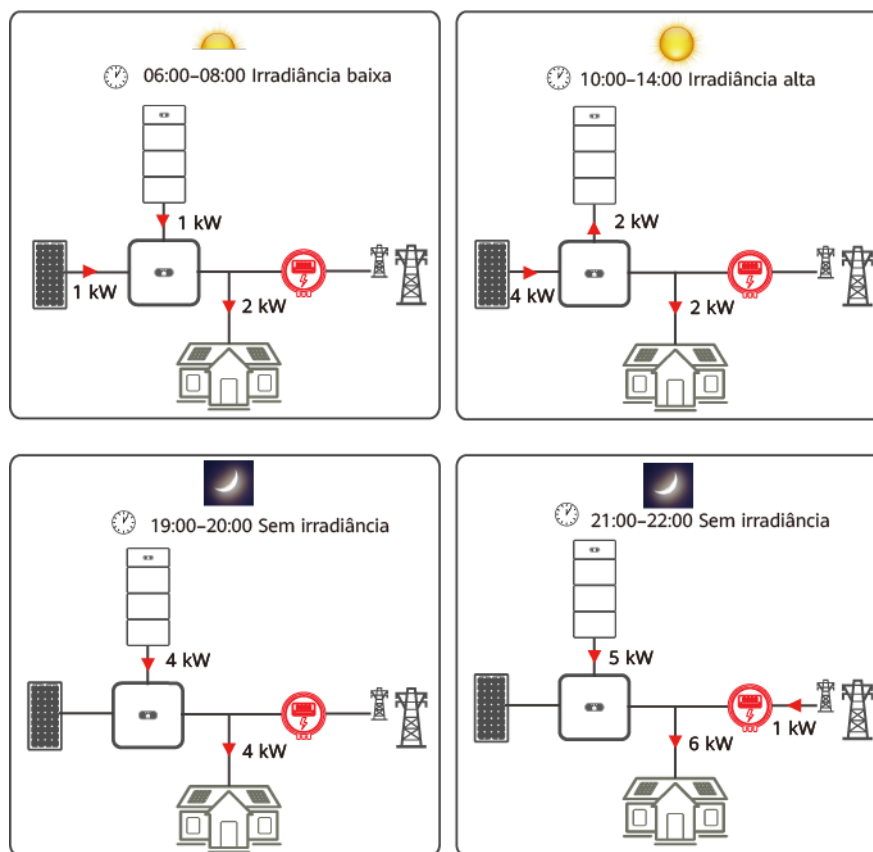 06:00–08:00 Irradiância baixa
1 kW
1 kW
2 kW
10:00–14:00 Irradiância alta
2 kW
4 kW
2 kW
19:00–20:00 Sem irradiância
4 kW
4 kW
21:00–22:00 Sem irradiância
5 kW
6 kW
1 kW